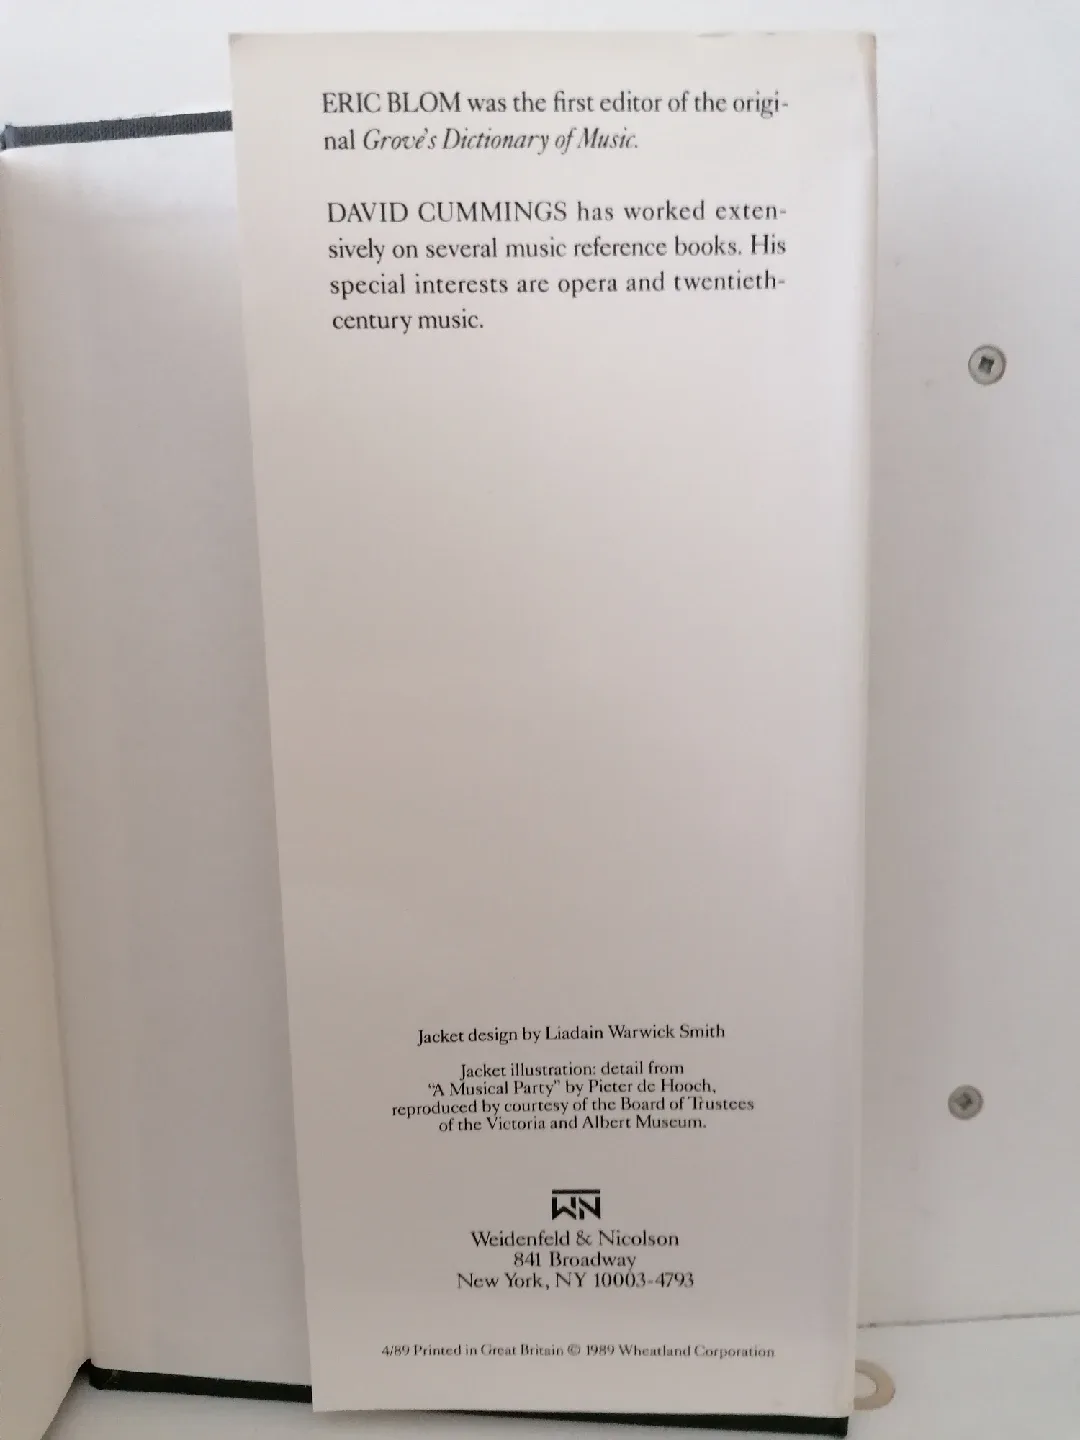 ERIC BLOM was the first editor of the origi-
nal Grove's Dictionary of Music.
DAVID CUMMINGS has worked exten-
sively on several music reference books. His
special interests are opera and twentieth-
century music.
Jacket design by Liadain Warwick Smith
Jacket illustration: detail from
"A Musical Party" by Pieter de Hooch,
reproduced by courtesy of the Board of Trustees
of the Victoria and Albert Museum.
WN
Weidenfeld & Nicolson
841 Broadway
New York, NY 10003-4793
4/89 Printed in Great Britain © 1989 Wheatland Corporation